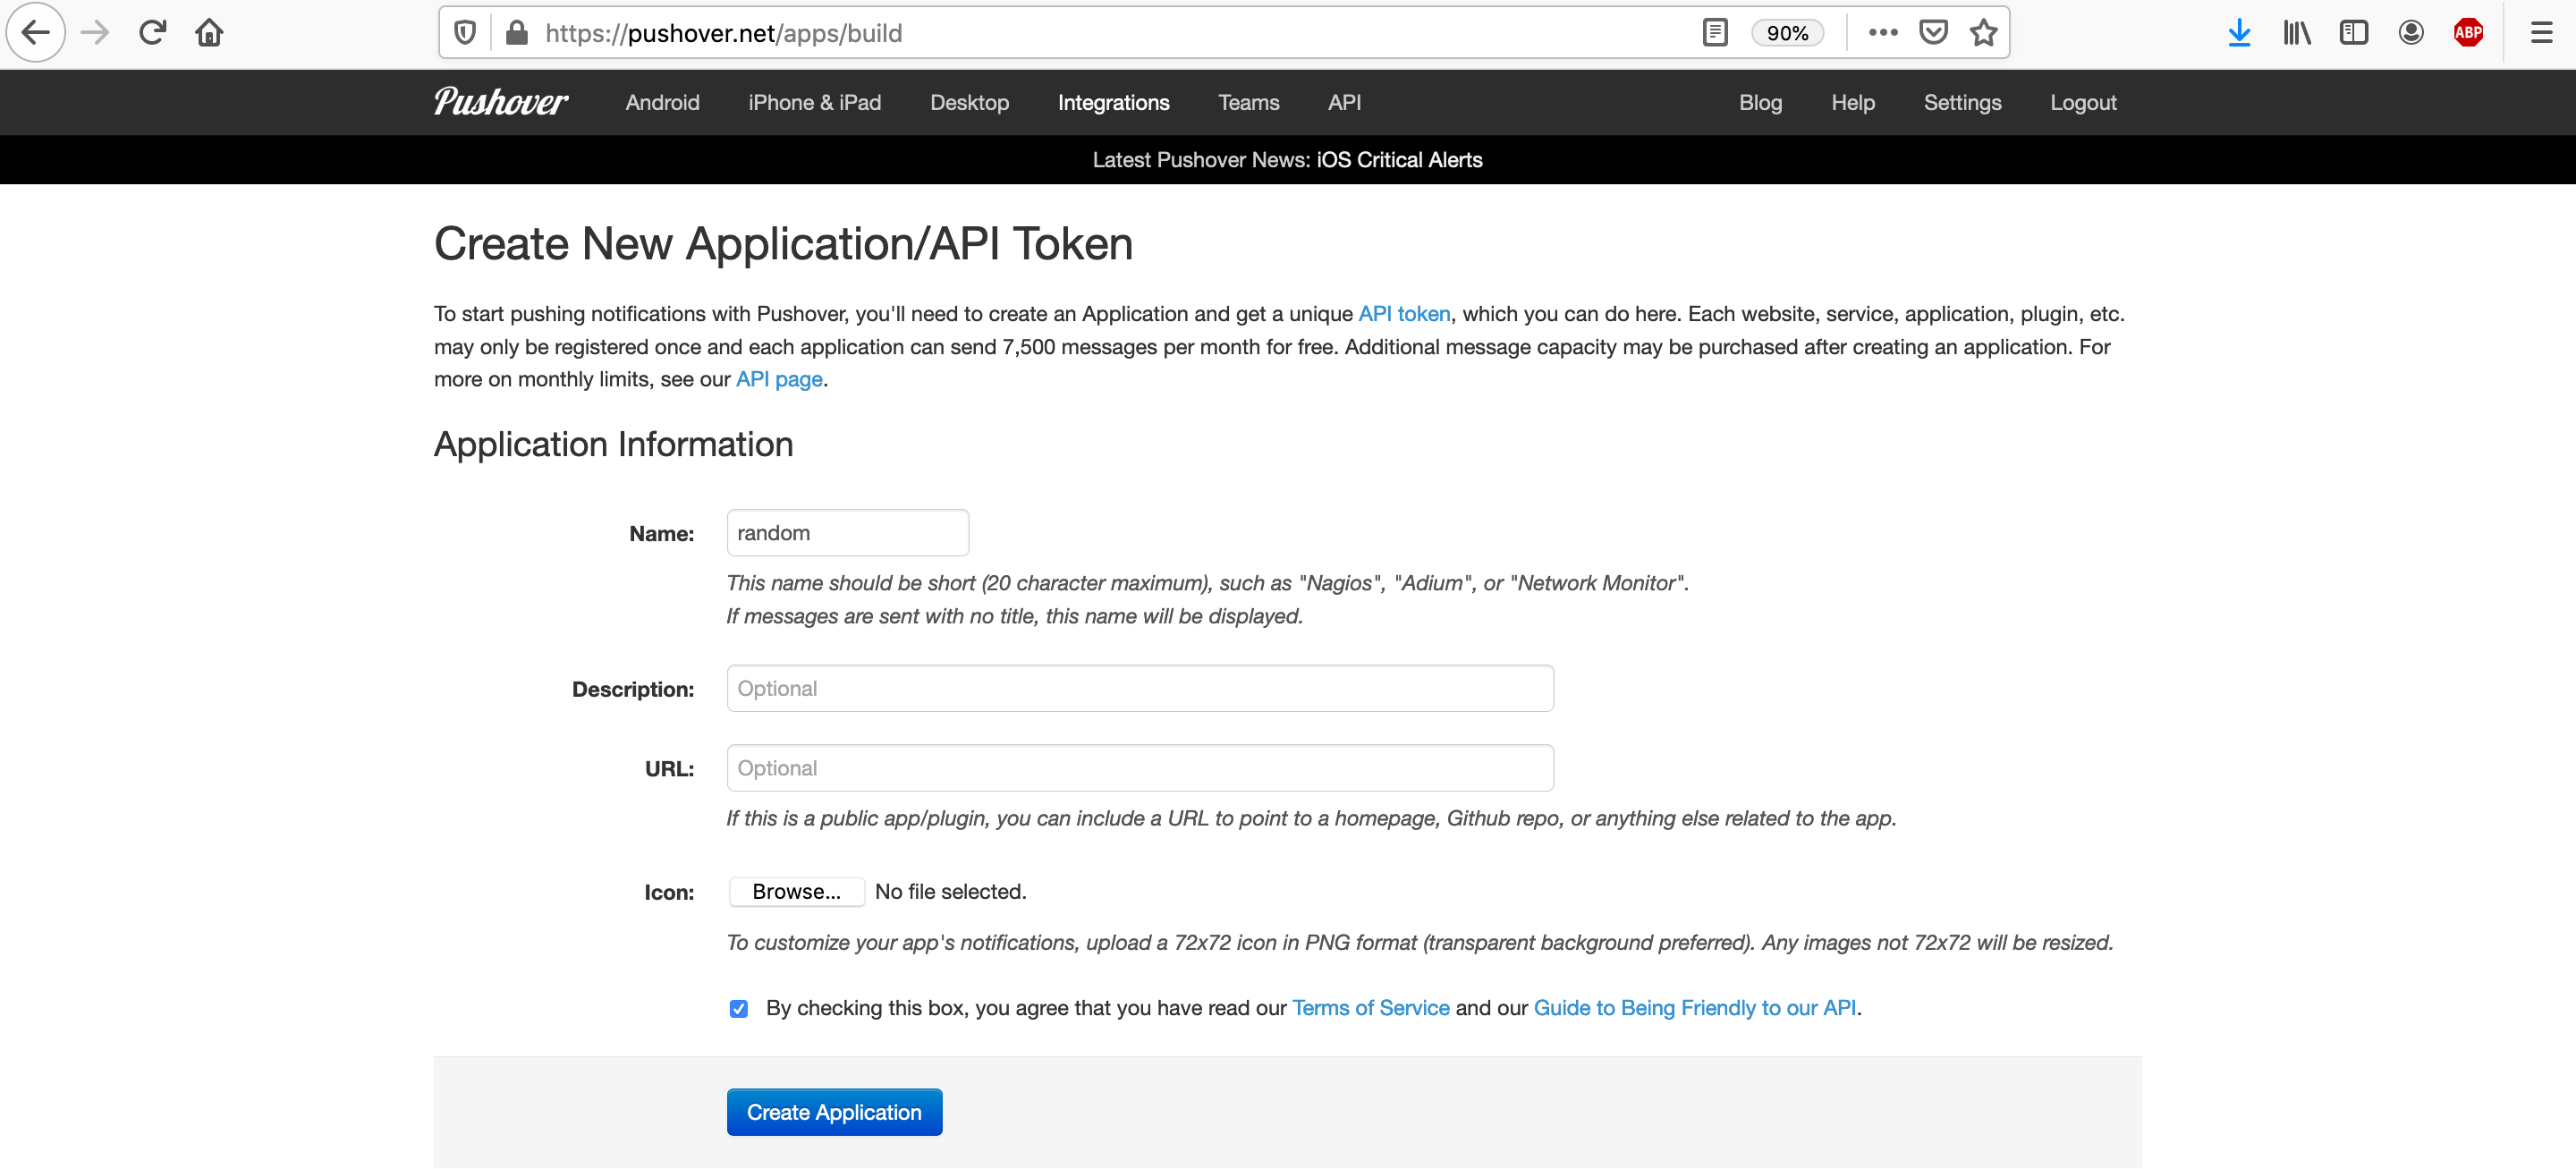 https://pushover.net/apps/build
90%
ABP
Pushover
Android
iPhone & iPad
Desktop
Integrations
Teams
API
Blog
Help
Settings
Logout
Latest Pushover News: iOS Critical Alerts
Create New Application/API Token
To start pushing notifications with Pushover, you'll need to create an Application and get a unique API token, which you can do here. Each website, service, application, plugin, etc.
may only be registered once and each application can send 7,500 messages per month for free. Additional message capacity may be purchased after creating an application. For
more on monthly limits, see our API page.
Application Information
Name:
random
This name should be short (20 character maximum), such as "Nagios", "Adium", or "Network Monitor".
If messages are sent with no title, this name will be displayed.
Description:
Optional
URL:
Optional
If this is a public app/plugin, you can include a URL to point to a homepage, Github repo, or anything else related to the app.
Icon:
Browse...
No file selected.
To customize your app's notifications, upload a 72x72 icon in PNG format (transparent background preferred). Any images not 72x72 will be resized.
By checking this box, you agree that you have read our Terms of Service and our Guide to Being Friendly to our API.
Create Application